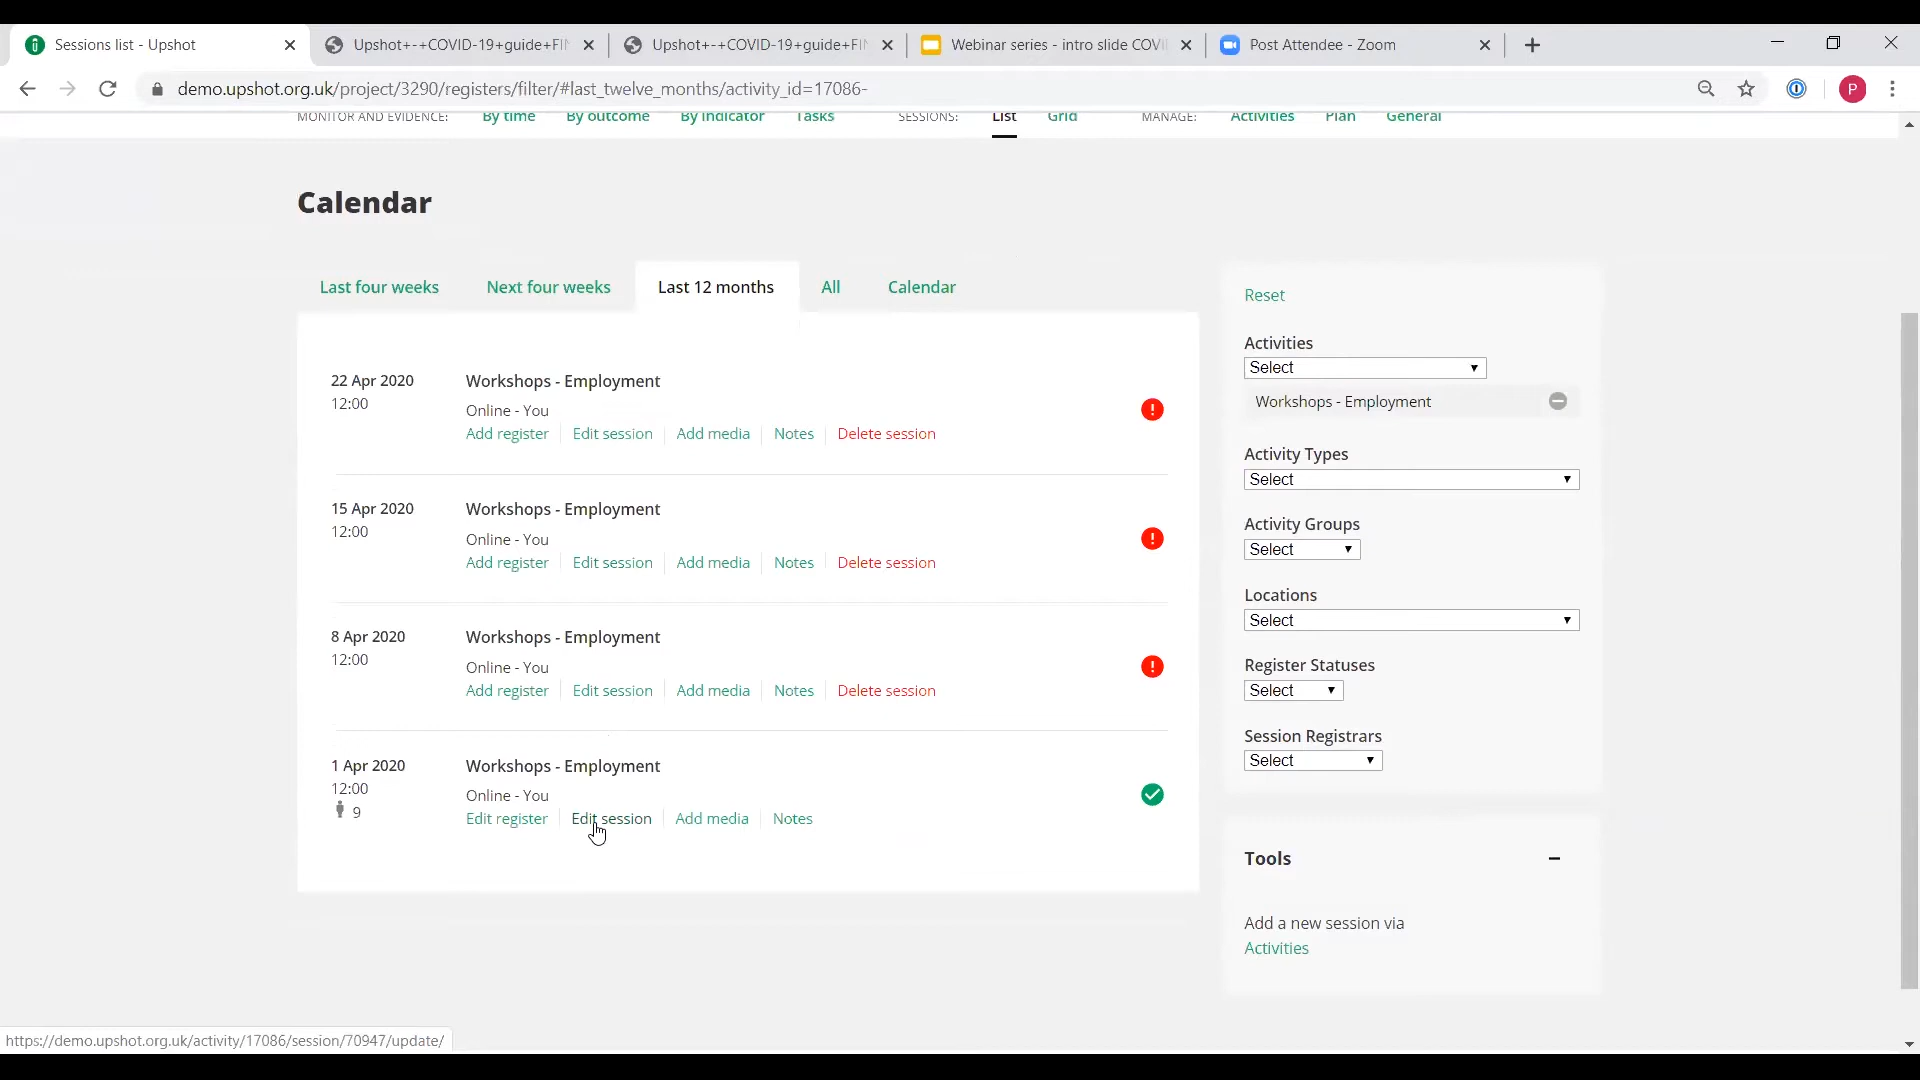 Sessions list - Upshot
Upshot+-+COVID-19+guide+FIN
Upshot+-+COVID-19+guide+FIN
Webinar series - intro slide COVI
Post Attendee - Zoom
demo.upshot.org.uk/project/3290/registers/filter/#last_twelve_months/activity_id=17086-
P
MONITOR AND EVIDENCE: By time By outcome By indicator Tasks SESSIONS: List Grid MANAGE: Activities Plan General
Calendar
Last four weeks Next four weeks Last 12 months All Calendar
22 Apr 2020 Workshops - Employment
12:00
Online - You
Add register Edit session Add media Notes Delete session
15 Apr 2020 Workshops - Employment
12:00
Online - You
Add register Edit session Add media Notes Delete session
8 Apr 2020 Workshops - Employment
12:00
Online - You
Add register Edit session Add media Notes Delete session
1 Apr 2020 Workshops - Employment
12:00
Online - You
9
Edit register Edit session Add media Notes
Reset
Activities
Select
Workshops - Employment
Activity Types
Select
Activity Groups
Select
Locations
Select
Register Statuses
Select
Session Registrars
Select
Tools
Add a new session via
Activities
https://demo.upshot.org.uk/activity/17086/session/70947/update/